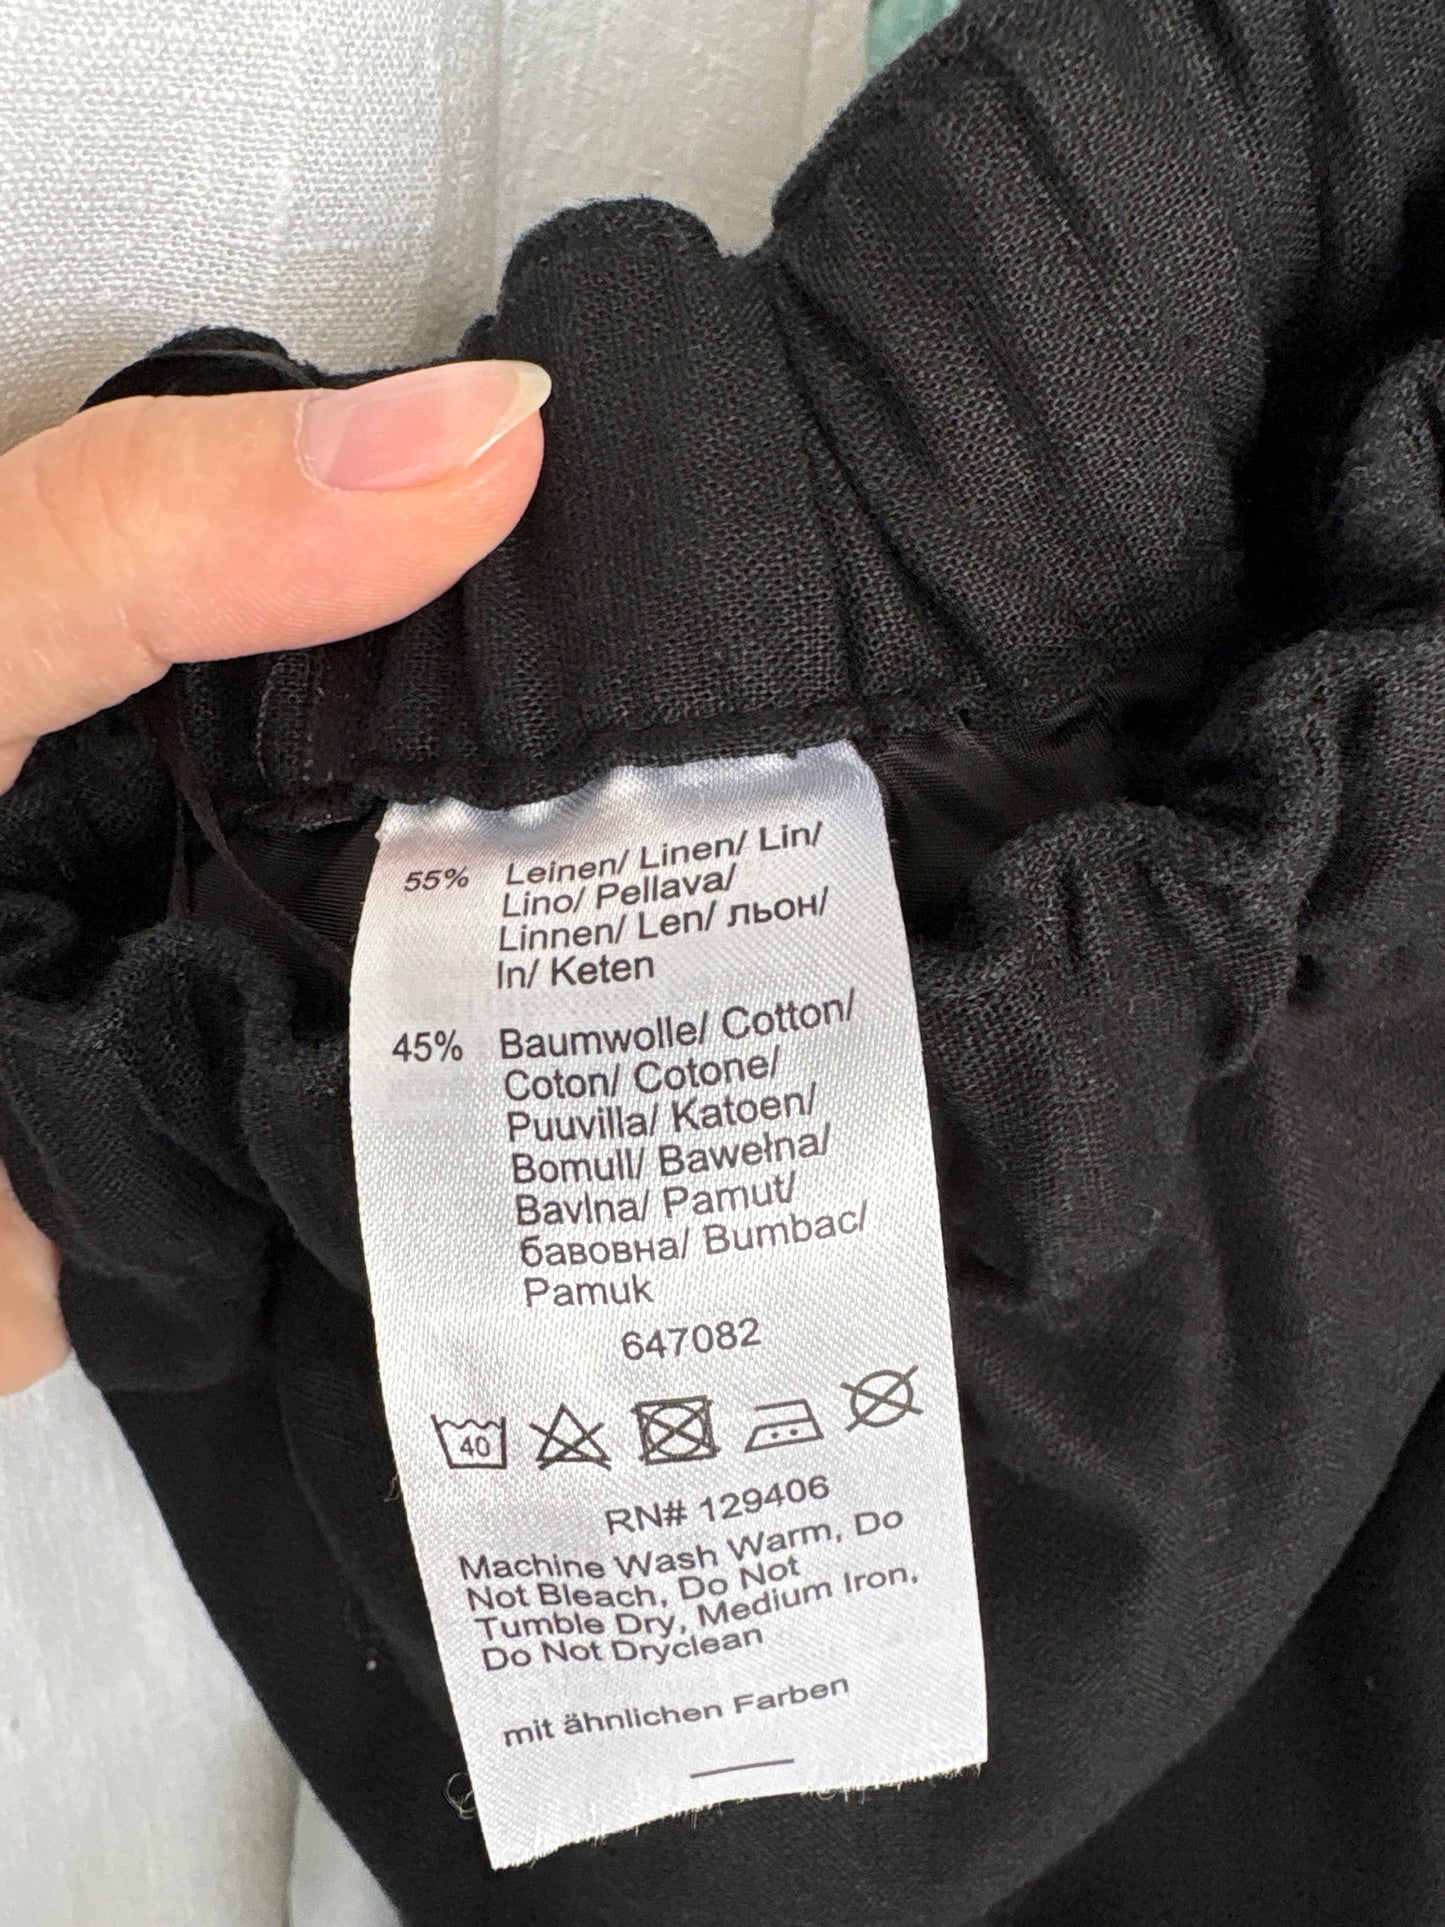 55% Leinen/ Linen/ Lin/
Lino/ Pellava/
Linnen/ Len/ льон/
In/ Keten
45% Baumwolle/ Cotton/
Coton/ Cotone/
Puuvilla/ Katoen/
Bomull/ Bawełna/
Bavlna/ Pamut/
бавовна/ Bumbac/
Pamuk
647082
40
RN# 129406
Machine Wash Warm, Do
Not Bleach, Do Not
Tumble Dry, Medium Iron,
Do Not Dryclean
mit ähnlichen Farben